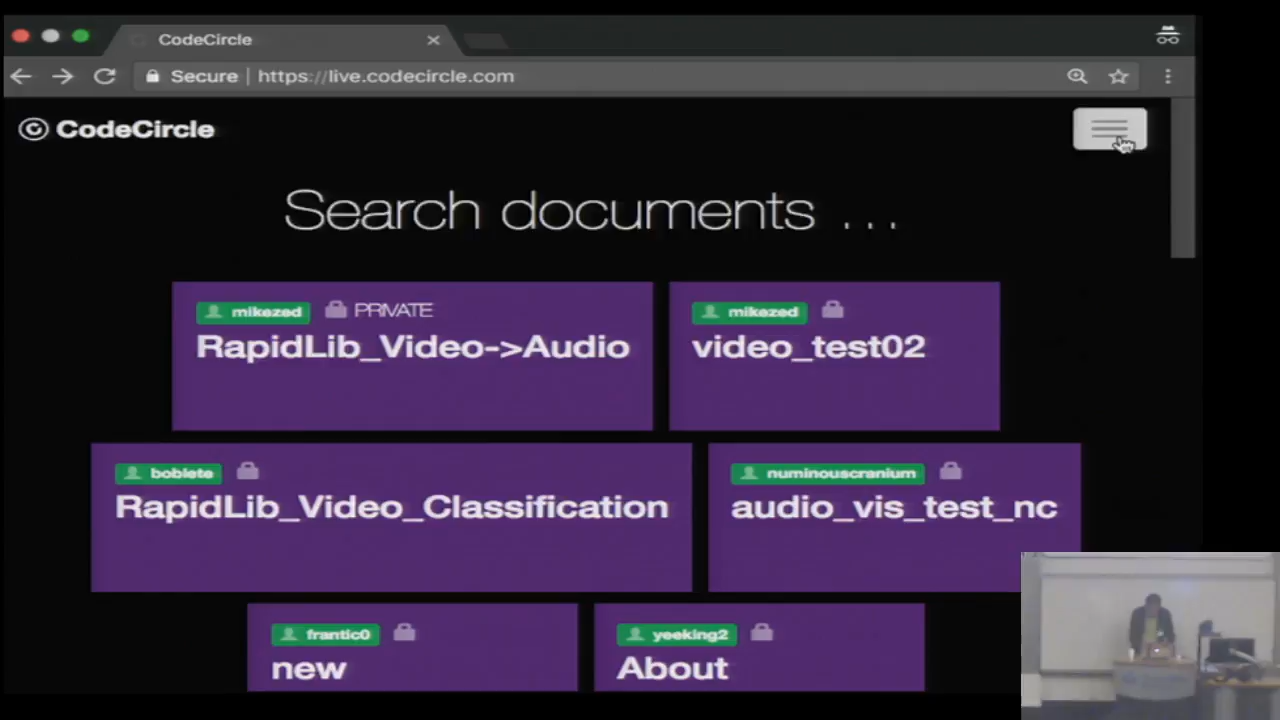 CodeCircle
Secure | https://live.codecircle.com
CodeCircle
Search documents ...
mikezed PRIVATE
RapidLib_Video->Audio
mikezed
video_test02
boblete
RapidLib_Video_Classification
numinouscranium
audio_vis_test_nc
frantic0
new
yeeking2
About